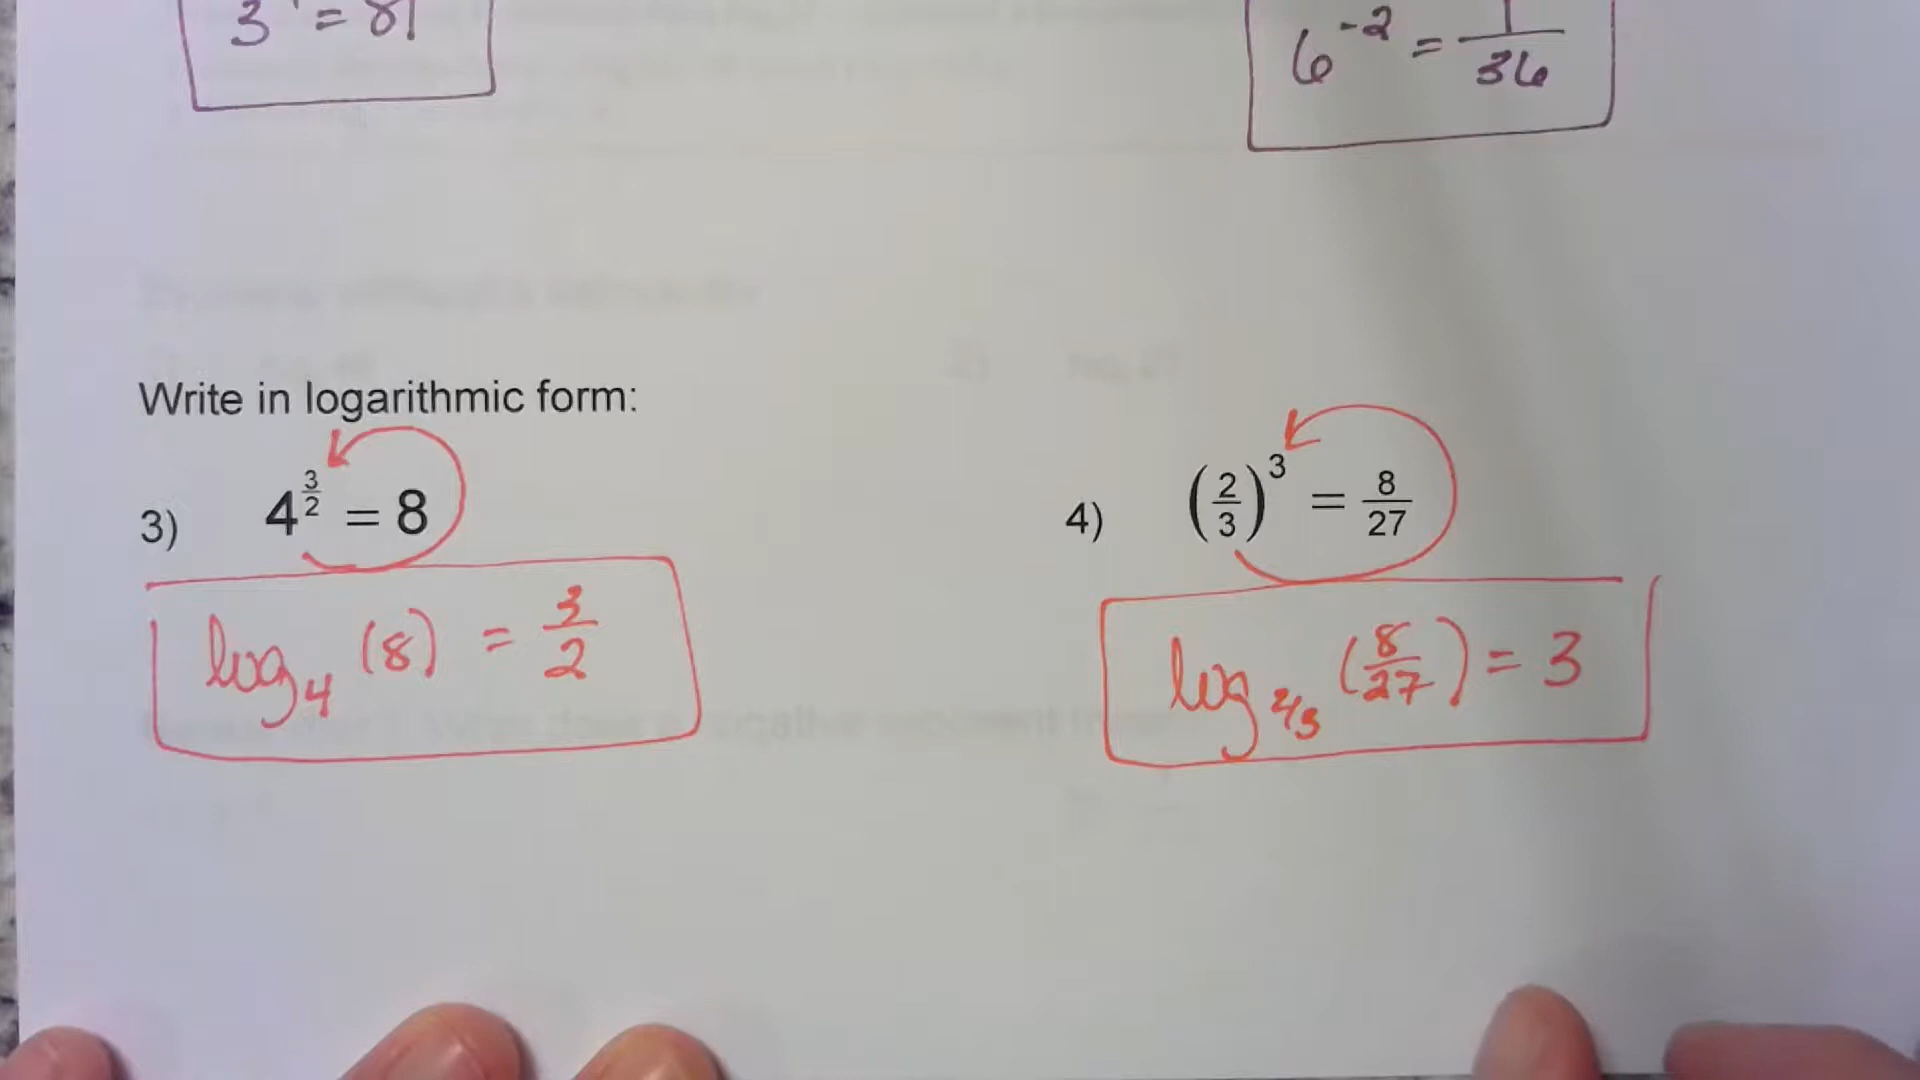 = 81
6^-2 = 1/36
Write in logarithmic form:
3) 4^(3/2) = 8
4) (2/3)^3 = 8/27
log_4 (8) = 3/2
log_2/3 (8/27) = 3